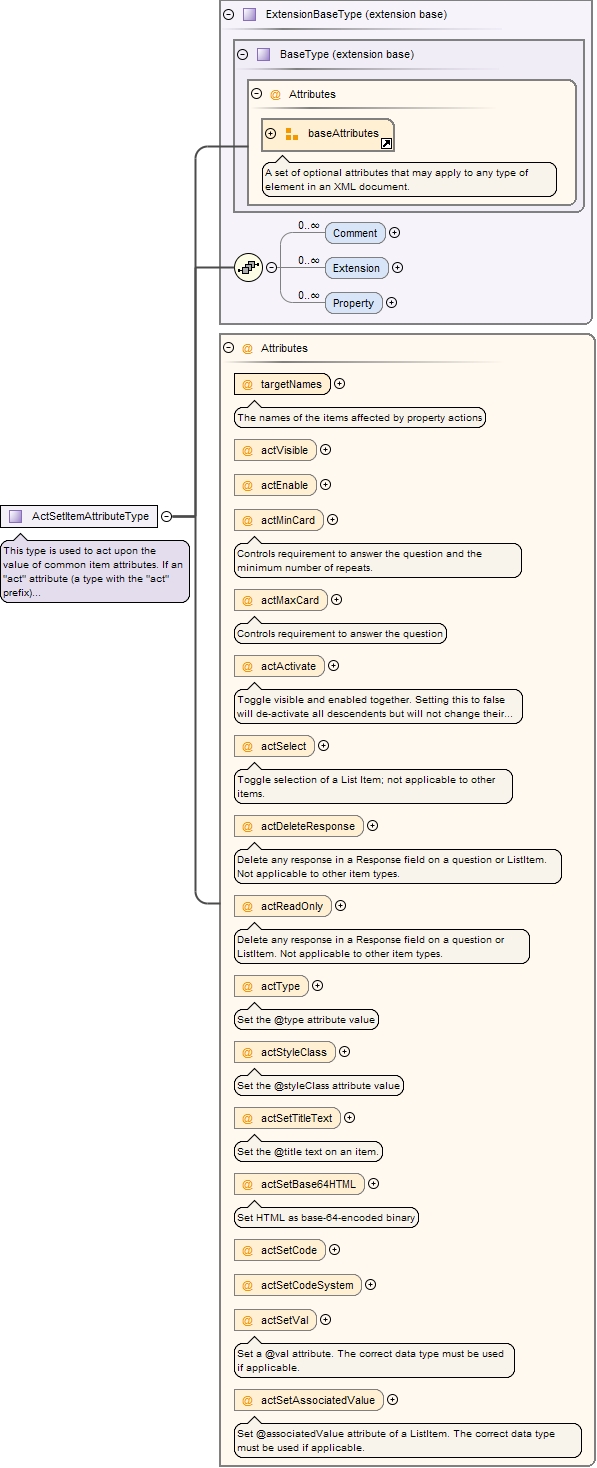 ExtensionBaseType (extension base)
BaseType (extension base)
@ Attributes
baseAttributes
A set of optional attributes that may apply to any type of
element in an XML document.
0..∞
Comment
0..∞
Extension
0..∞
Property
@ Attributes
@ targetNames
The names of the items affected by property actions
@ actVisible
@ actEnable
ActSetItemAttributeType
This type is used to act upon the
value of common item attributes. If an
"act" attribute (a type with the "act"
prefix)...
@ actMinCard
Controls requirement to answer the question and the
minimum number of repeats.
@ actMaxCard
Controls requirement to answer the question
@ actActivate
Toggle visible and enabled together. Setting this to false
will de-activate all descendents but will not change their...
@ actSelect
Toggle selection of a List Item; not applicable to other
items.
@ actDeleteResponse
Delete any response in a Response field on a question or ListItem.
Not applicable to other item types.
@ actReadOnly
Delete any response in a Response field on a question or
ListItem. Not applicable to other item types.
@ actType
Set the @type attribute value
@ actStyleClass
Set the @styleClass attribute value
@ actSetTitleText
Set the @title text on an item.
@ actSetBase64HTML
Set HTML as base-64-encoded binary
@ actSetCode
@ actSetCodeSystem
@ actSetVal
Set a @val attribute. The correct data type must be used
if applicable.
@ actSetAssociatedValue
Set @associatedValue attribute of a ListItem. The correct data type
must be used if applicable.